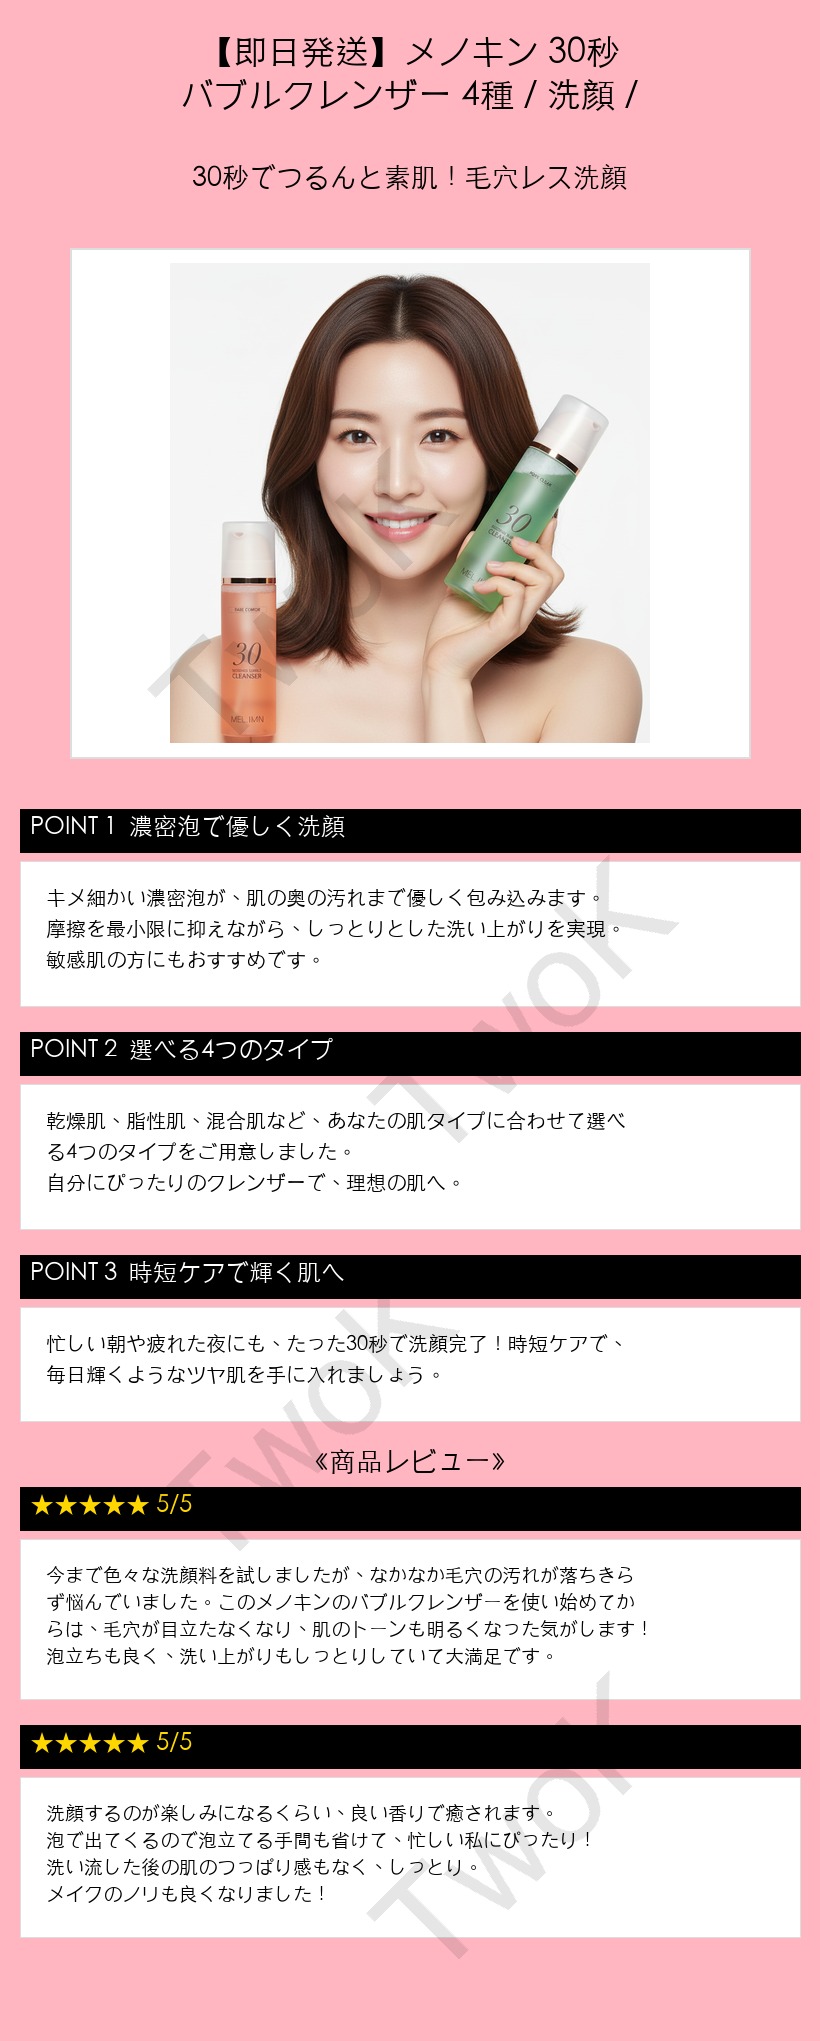 【即日発送】メノキン 30秒
バブルクレンザー 4種 / 洗顔 /
30秒でつるんと素肌！毛穴レス洗顔
30
CLEANSER
MEL IMN
30
POINT 1 濃密泡で優しく洗顔
キメ細かい濃密泡が、肌の奥の汚れまで優しく包み込みます。
摩擦を最小限に抑えながら、しっとりとした洗い上がりを実現。
敏感肌の方にもおすすめです。
POINT 2 選べる4つのタイプ
乾燥肌、脂性肌、混合肌など、あなたの肌タイプに合わせて選べ
る4つのタイプをご用意しました。
自分にぴったりのクレンザーで、理想の肌へ。
POINT 3 時短ケアで輝く肌へ
忙しい朝や疲れた夜にも、たった30秒で洗顔完了！時短ケアで、
毎日輝くようなツヤ肌を手に入れましょう。
《商品レビュー》
★★★★★ 5/5
今まで色々な洗顔料を試しましたが、なかなか毛穴の汚れが落ちきら
ず悩んでいました。このメノキンのバブルクレンザーを使い始めてか
らは、毛穴が目立たなくなり、肌のトーンも明るくなった気がします！
泡立ちも良く、洗い上がりもしっとりしていて大満足です。
★★★★★ 5/5
洗顔するのが楽しみになるくらい、良い香りで癒されます。
泡で出てくるので泡立てる手間も省けて、忙しい私にぴったり！
洗い流した後の肌のつっぱり感もなく、しっとり。
メイクのノリも良くなりました！
TwoK
TwoK
TwoK
TwoK